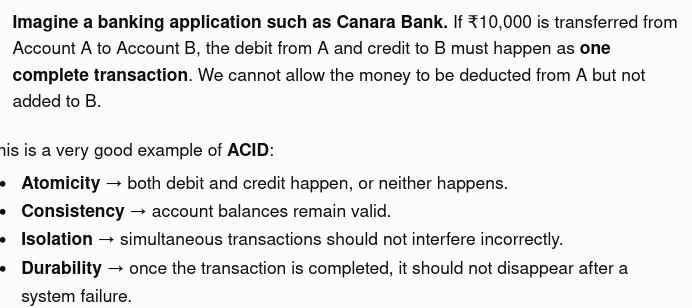 Imagine a banking application such as Canara Bank. If ₹10,000 is transferred from
Account A to Account B, the debit from A and credit to B must happen as one
complete transaction. We cannot allow the money to be deducted from A but not
added to B.
his is a very good example of ACID:
• Atomicity → both debit and credit happen, or neither happens.
• Consistency → account balances remain valid.
• Isolation → simultaneous transactions should not interfere incorrectly.
• Durability → once the transaction is completed, it should not disappear after a
system failure.